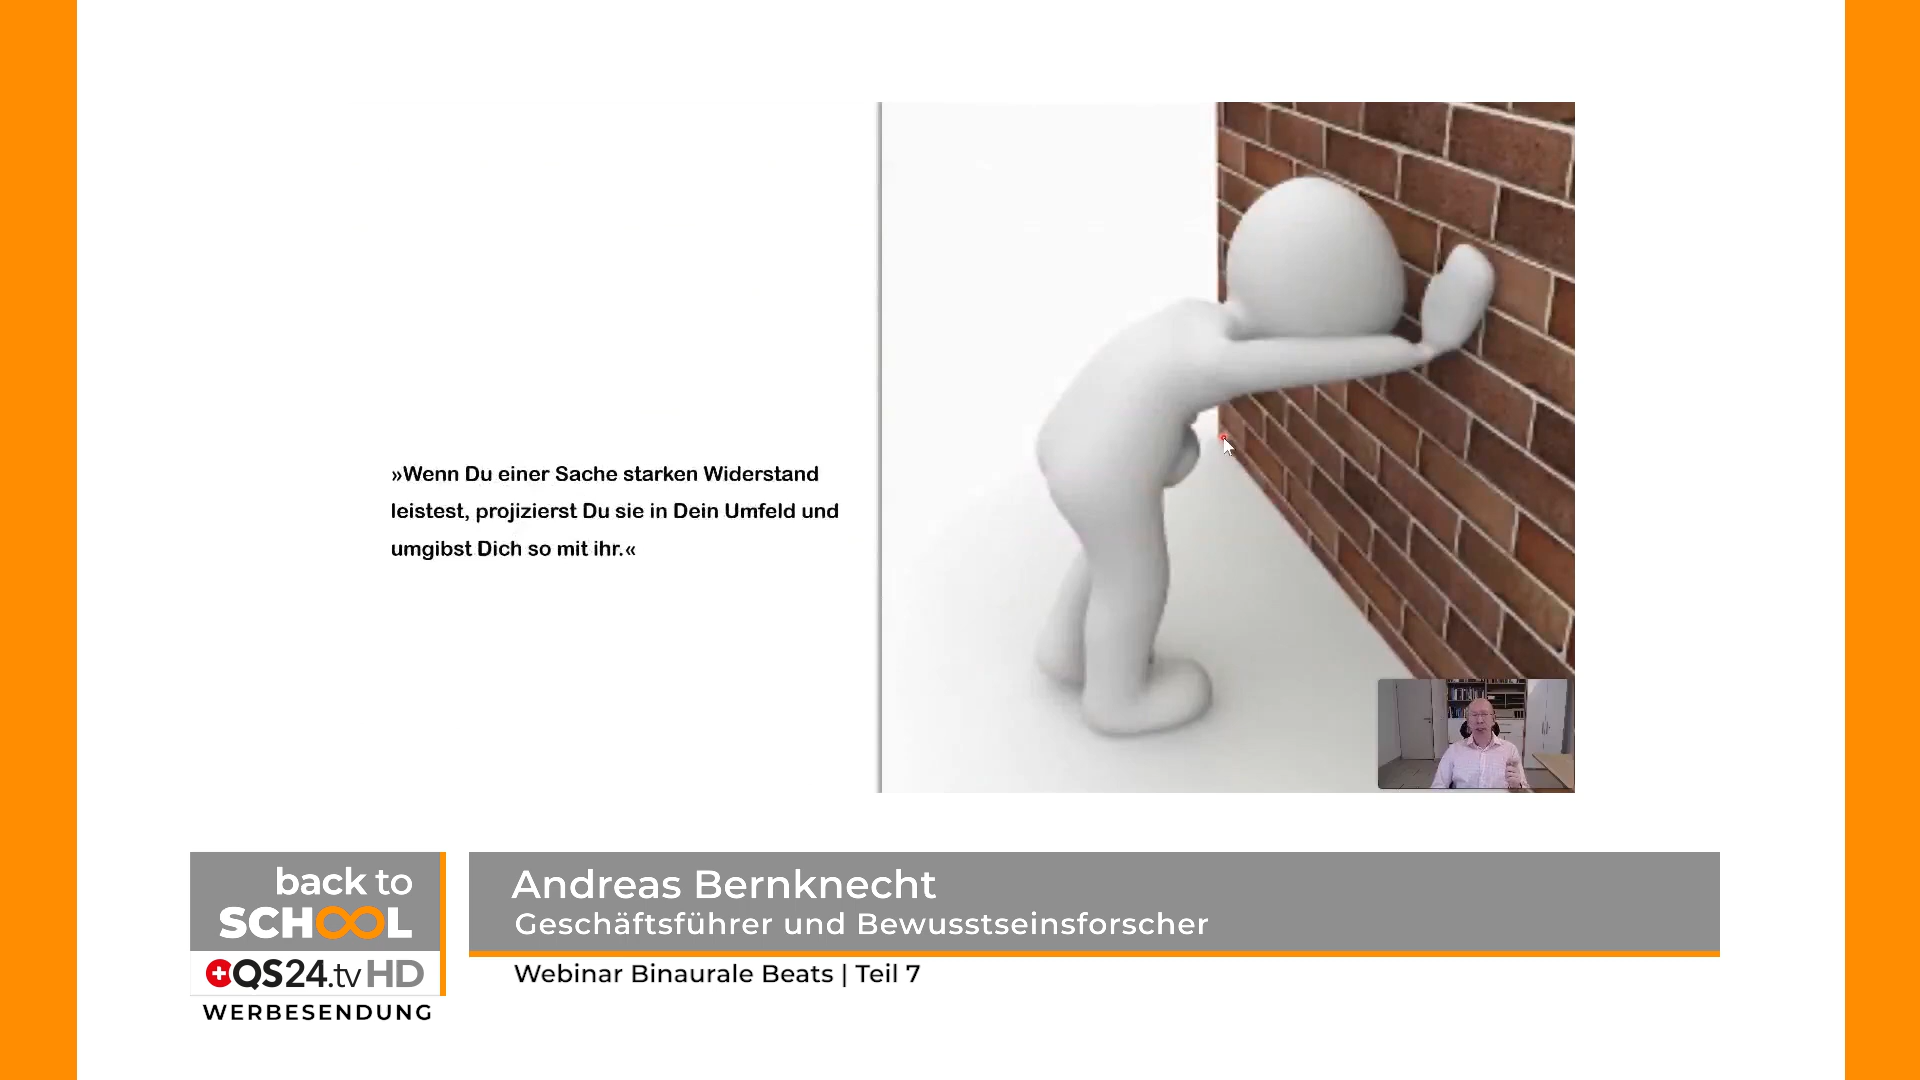 »Wenn Du einer Sache starken Widerstand
leistest, projizierst Du sie in Dein Umfeld und
umgibst Dich so mit ihr.«
back to
SCHOOL
QS24.tv HD
WERBESENDUNG
Andreas Bernknecht
Geschäftsführer und Bewusstseinsforscher
Webinar Binaurale Beats | Teil 7